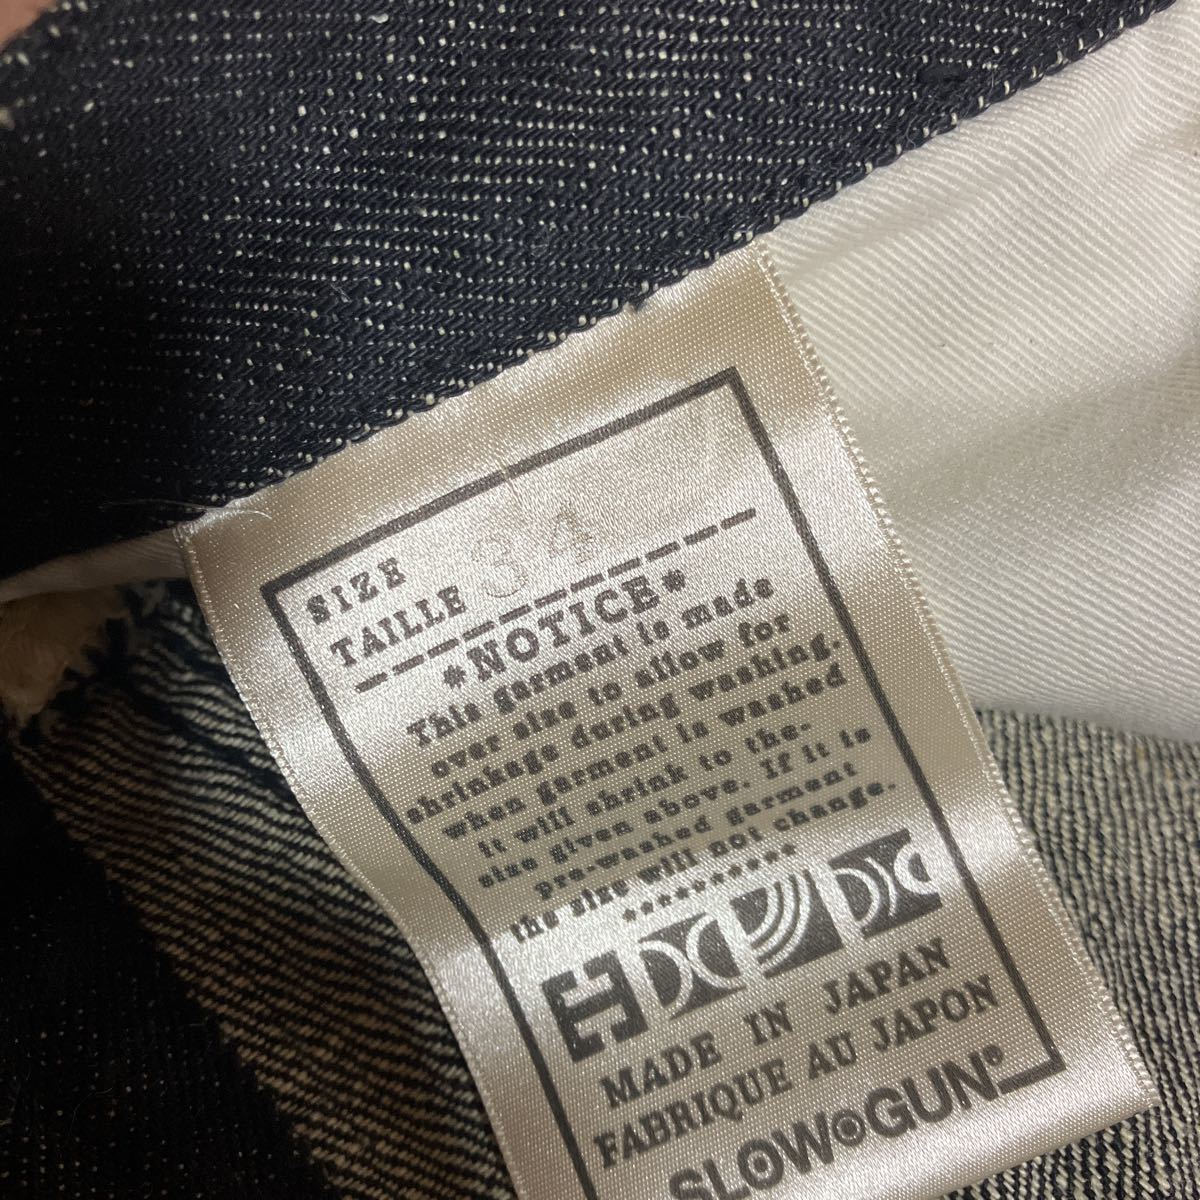 SIZE
TAILLE 34
*NOTICE*
This garment is made
over size to allow for
shrinkage during washing.
when garment is washed
it will shrink to the.
size given above. If it is
pre-washed garment
the size will not change.
**********
MADE IN JAPAN
FABRIQUE AU JAPON
SLOWGUN